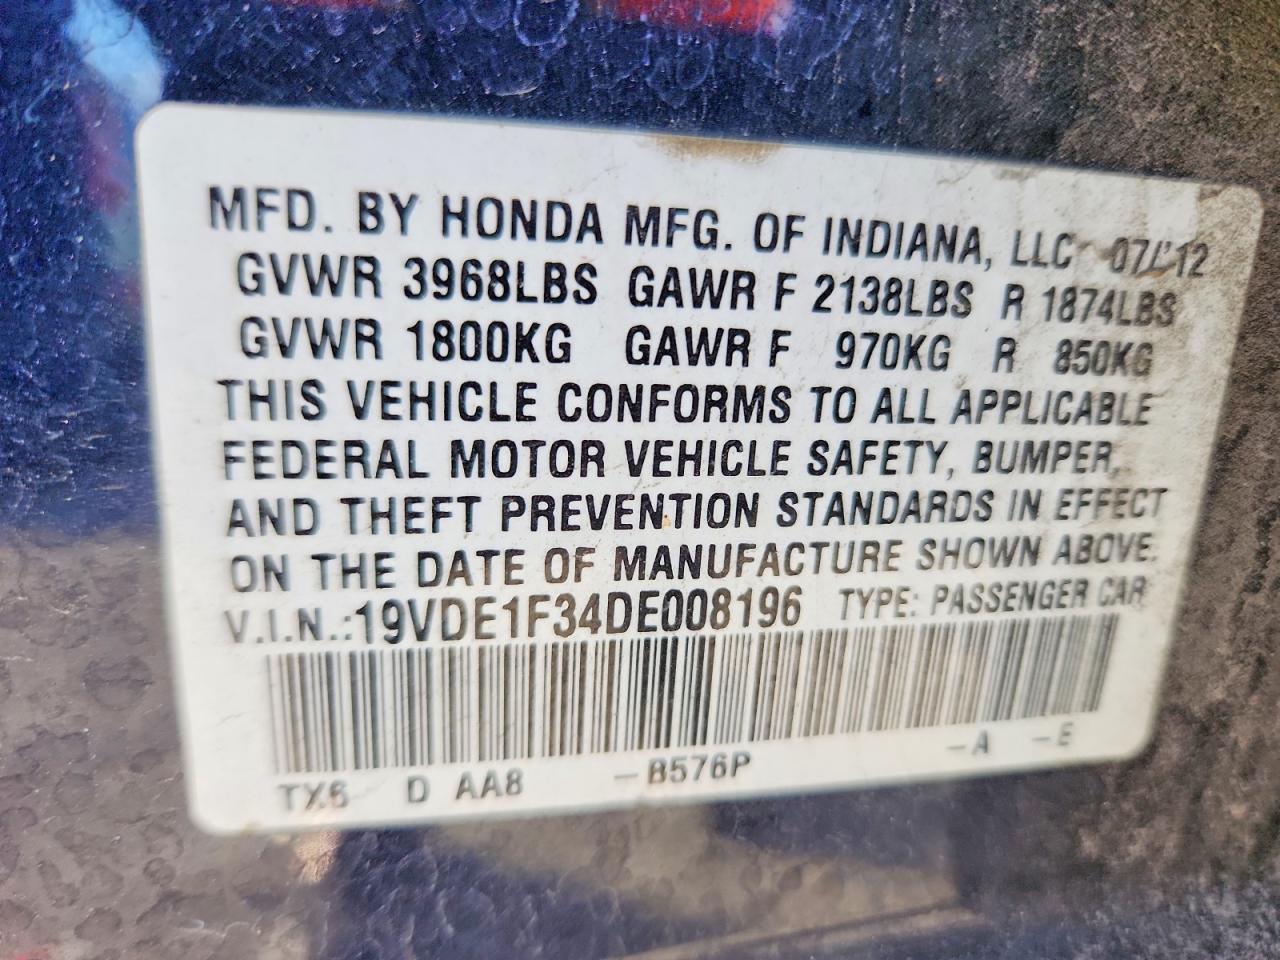 MFD. BY HONDA MFG. OF INDIANA, LLC 07/12
GVWR 3968LBS GAWR F 2138LBS R 1874LBS
GVWR 1800KG GAWR F 970KG R 850KG
THIS VEHICLE CONFORMS TO ALL APPLICABLE
FEDERAL MOTOR VEHICLE SAFETY, BUMPER,
AND THEFT PREVENTION STANDARDS IN EFFECT
ON THE DATE OF MANUFACTURE SHOWN ABOVE.
V.I.N.:19VDE1F34DE008196 TYPE: PASSENGER CAR
TX6 D AA8 -B576P -A -E